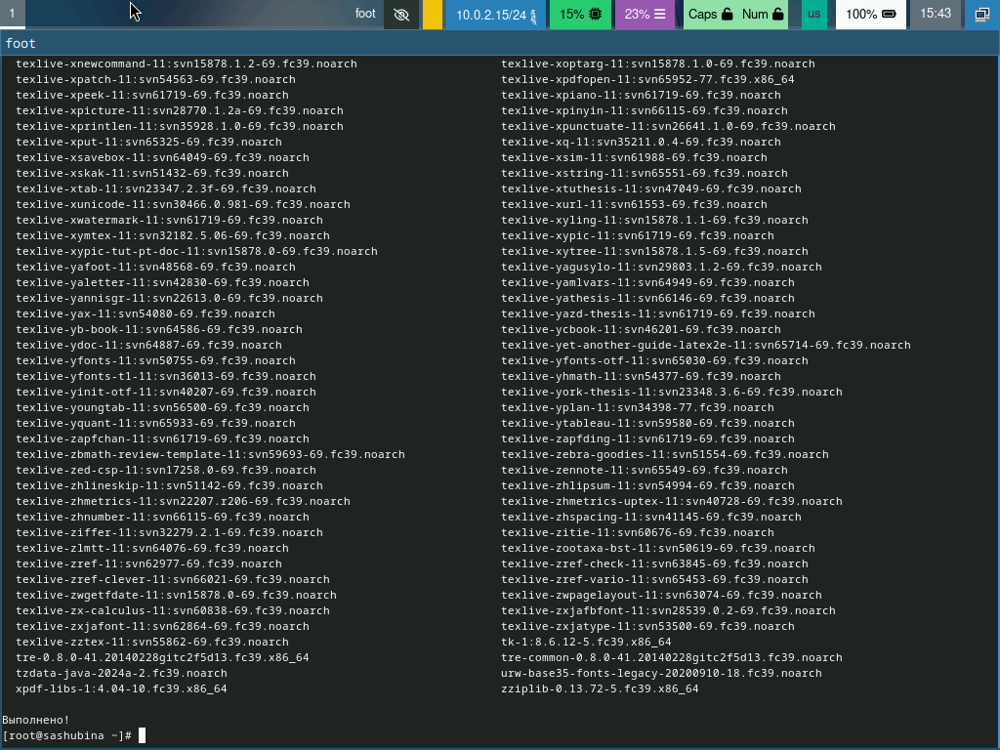 1 foot 10.0.2.15/24 15% 23% Caps Num us 100% 15:43
foot
texlive-xnewcommand-11:svn15878.1.2-69.fc39.noarch texlive-xoptarg-11:svn15878.1.0-69.fc39.noarch
texlive-xpatch-11:svn54563-69.fc39.noarch texlive-xpdfopen-11:svn65952-77.fc39.x86_64
texlive-xpeek-11:svn61719-69.fc39.noarch texlive-xpiano-11:svn61719-69.fc39.noarch
texlive-xpicture-11:svn28770.1.2a-69.fc39.noarch texlive-xpinyin-11:svn66115-69.fc39.noarch
texlive-xprintlen-11:svn35928.1.0-69.fc39.noarch texlive-xpunctuate-11:svn26641.1.0-69.fc39.noarch
texlive-xput-11:svn65325-69.fc39.noarch texlive-xq-11:svn35211.0.4-69.fc39.noarch
texlive-xsavebox-11:svn64049-69.fc39.noarch texlive-xsim-11:svn61988-69.fc39.noarch
texlive-xskak-11:svn51432-69.fc39.noarch texlive-xstring-11:svn65551-69.fc39.noarch
texlive-xtab-11:svn23347.2.3f-69.fc39.noarch texlive-xtuthesis-11:svn47049-69.fc39.noarch
texlive-xunicode-11:svn30466.0.981-69.fc39.noarch texlive-xurl-11:svn61553-69.fc39.noarch
texlive-xwatermark-11:svn61719-69.fc39.noarch texlive-xyling-11:svn15878.1.1-69.fc39.noarch
texlive-xymtex-11:svn32182.5.06-69.fc39.noarch texlive-xypic-11:svn61719-69.fc39.noarch
texlive-xypic-tut-pt-doc-11:svn15878.0-69.fc39.noarch texlive-xytree-11:svn15878.1.5-69.fc39.noarch
texlive-yafoot-11:svn48568-69.fc39.noarch texlive-yagusylo-11:svn29803.1.2-69.fc39.noarch
texlive-yaletter-11:svn42830-69.fc39.noarch texlive-yamlvars-11:svn64949-69.fc39.noarch
texlive-yannisgr-11:svn22613.0-69.fc39.noarch texlive-yathesis-11:svn66146-69.fc39.noarch
texlive-yax-11:svn54080-69.fc39.noarch texlive-yazd-thesis-11:svn61719-69.fc39.noarch
texlive-yb-book-11:svn64586-69.fc39.noarch texlive-ycbook-11:svn46201-69.fc39.noarch
texlive-ydoc-11:svn64887-69.fc39.noarch texlive-yet-another-guide-latex2e-11:svn65714-69.fc39.noarch
texlive-yfonts-11:svn50755-69.fc39.noarch texlive-yfonts-otf-11:svn65030-69.fc39.noarch
texlive-yfonts-t1-11:svn36013-69.fc39.noarch texlive-yhmath-11:svn54377-69.fc39.noarch
texlive-yinit-otf-11:svn40207-69.fc39.noarch texlive-york-thesis-11:svn23348.3.6-69.fc39.noarch
texlive-youngtab-11:svn56500-69.fc39.noarch texlive-yplan-11:svn34398-77.fc39.noarch
texlive-yquant-11:svn65933-69.fc39.noarch texlive-ytableau-11:svn59580-69.fc39.noarch
texlive-zapfchan-11:svn61719-69.fc39.noarch texlive-zapfding-11:svn61719-69.fc39.noarch
texlive-zbmath-review-template-11:svn59693-69.fc39.noarch texlive-zebra-goodies-11:svn51554-69.fc39.noarch
texlive-zed-csp-11:svn17258.0-69.fc39.noarch texlive-zennote-11:svn65549-69.fc39.noarch
texlive-zhlineskip-11:svn51142-69.fc39.noarch texlive-zhlipsum-11:svn54994-69.fc39.noarch
texlive-zhmetrics-11:svn22207.r206-69.fc39.noarch texlive-zhmetrics-uptex-11:svn40728-69.fc39.noarch
texlive-zhnumber-11:svn66115-69.fc39.noarch texlive-zhspacing-11:svn41145-69.fc39.noarch
texlive-ziffer-11:svn32279.2.1-69.fc39.noarch texlive-zitie-11:svn60676-69.fc39.noarch
texlive-zlmtt-11:svn64076-69.fc39.noarch texlive-zootaxa-bst-11:svn50619-69.fc39.noarch
texlive-zref-11:svn62977-69.fc39.noarch texlive-zref-check-11:svn63845-69.fc39.noarch
texlive-zref-clever-11:svn66021-69.fc39.noarch texlive-zref-vario-11:svn65453-69.fc39.noarch
texlive-zwgetfdate-11:svn15878.0-69.fc39.noarch texlive-zwpagelayout-11:svn63074-69.fc39.noarch
texlive-zx-calculus-11:svn60838-69.fc39.noarch texlive-zxjafbfont-11:svn28539.0.2-69.fc39.noarch
texlive-zxjafont-11:svn62864-69.fc39.noarch texlive-zxjatype-11:svn53500-69.fc39.noarch
texlive-zztex-11:svn55862-69.fc39.noarch tk-1:8.6.12-5.fc39.x86_64
tre-0.8.0-41.20140228gitc2f5d13.fc39.x86_64 tre-common-0.8.0-41.20140228gitc2f5d13.fc39.noarch
tzdata-java-2024a-2.fc39.noarch urw-base35-fonts-legacy-20200910-18.fc39.noarch
xpdf-libs-1:4.04-10.fc39.x86_64 zziplib-0.13.72-5.fc39.x86_64
Выполнено!
[root@sashubina ~]#